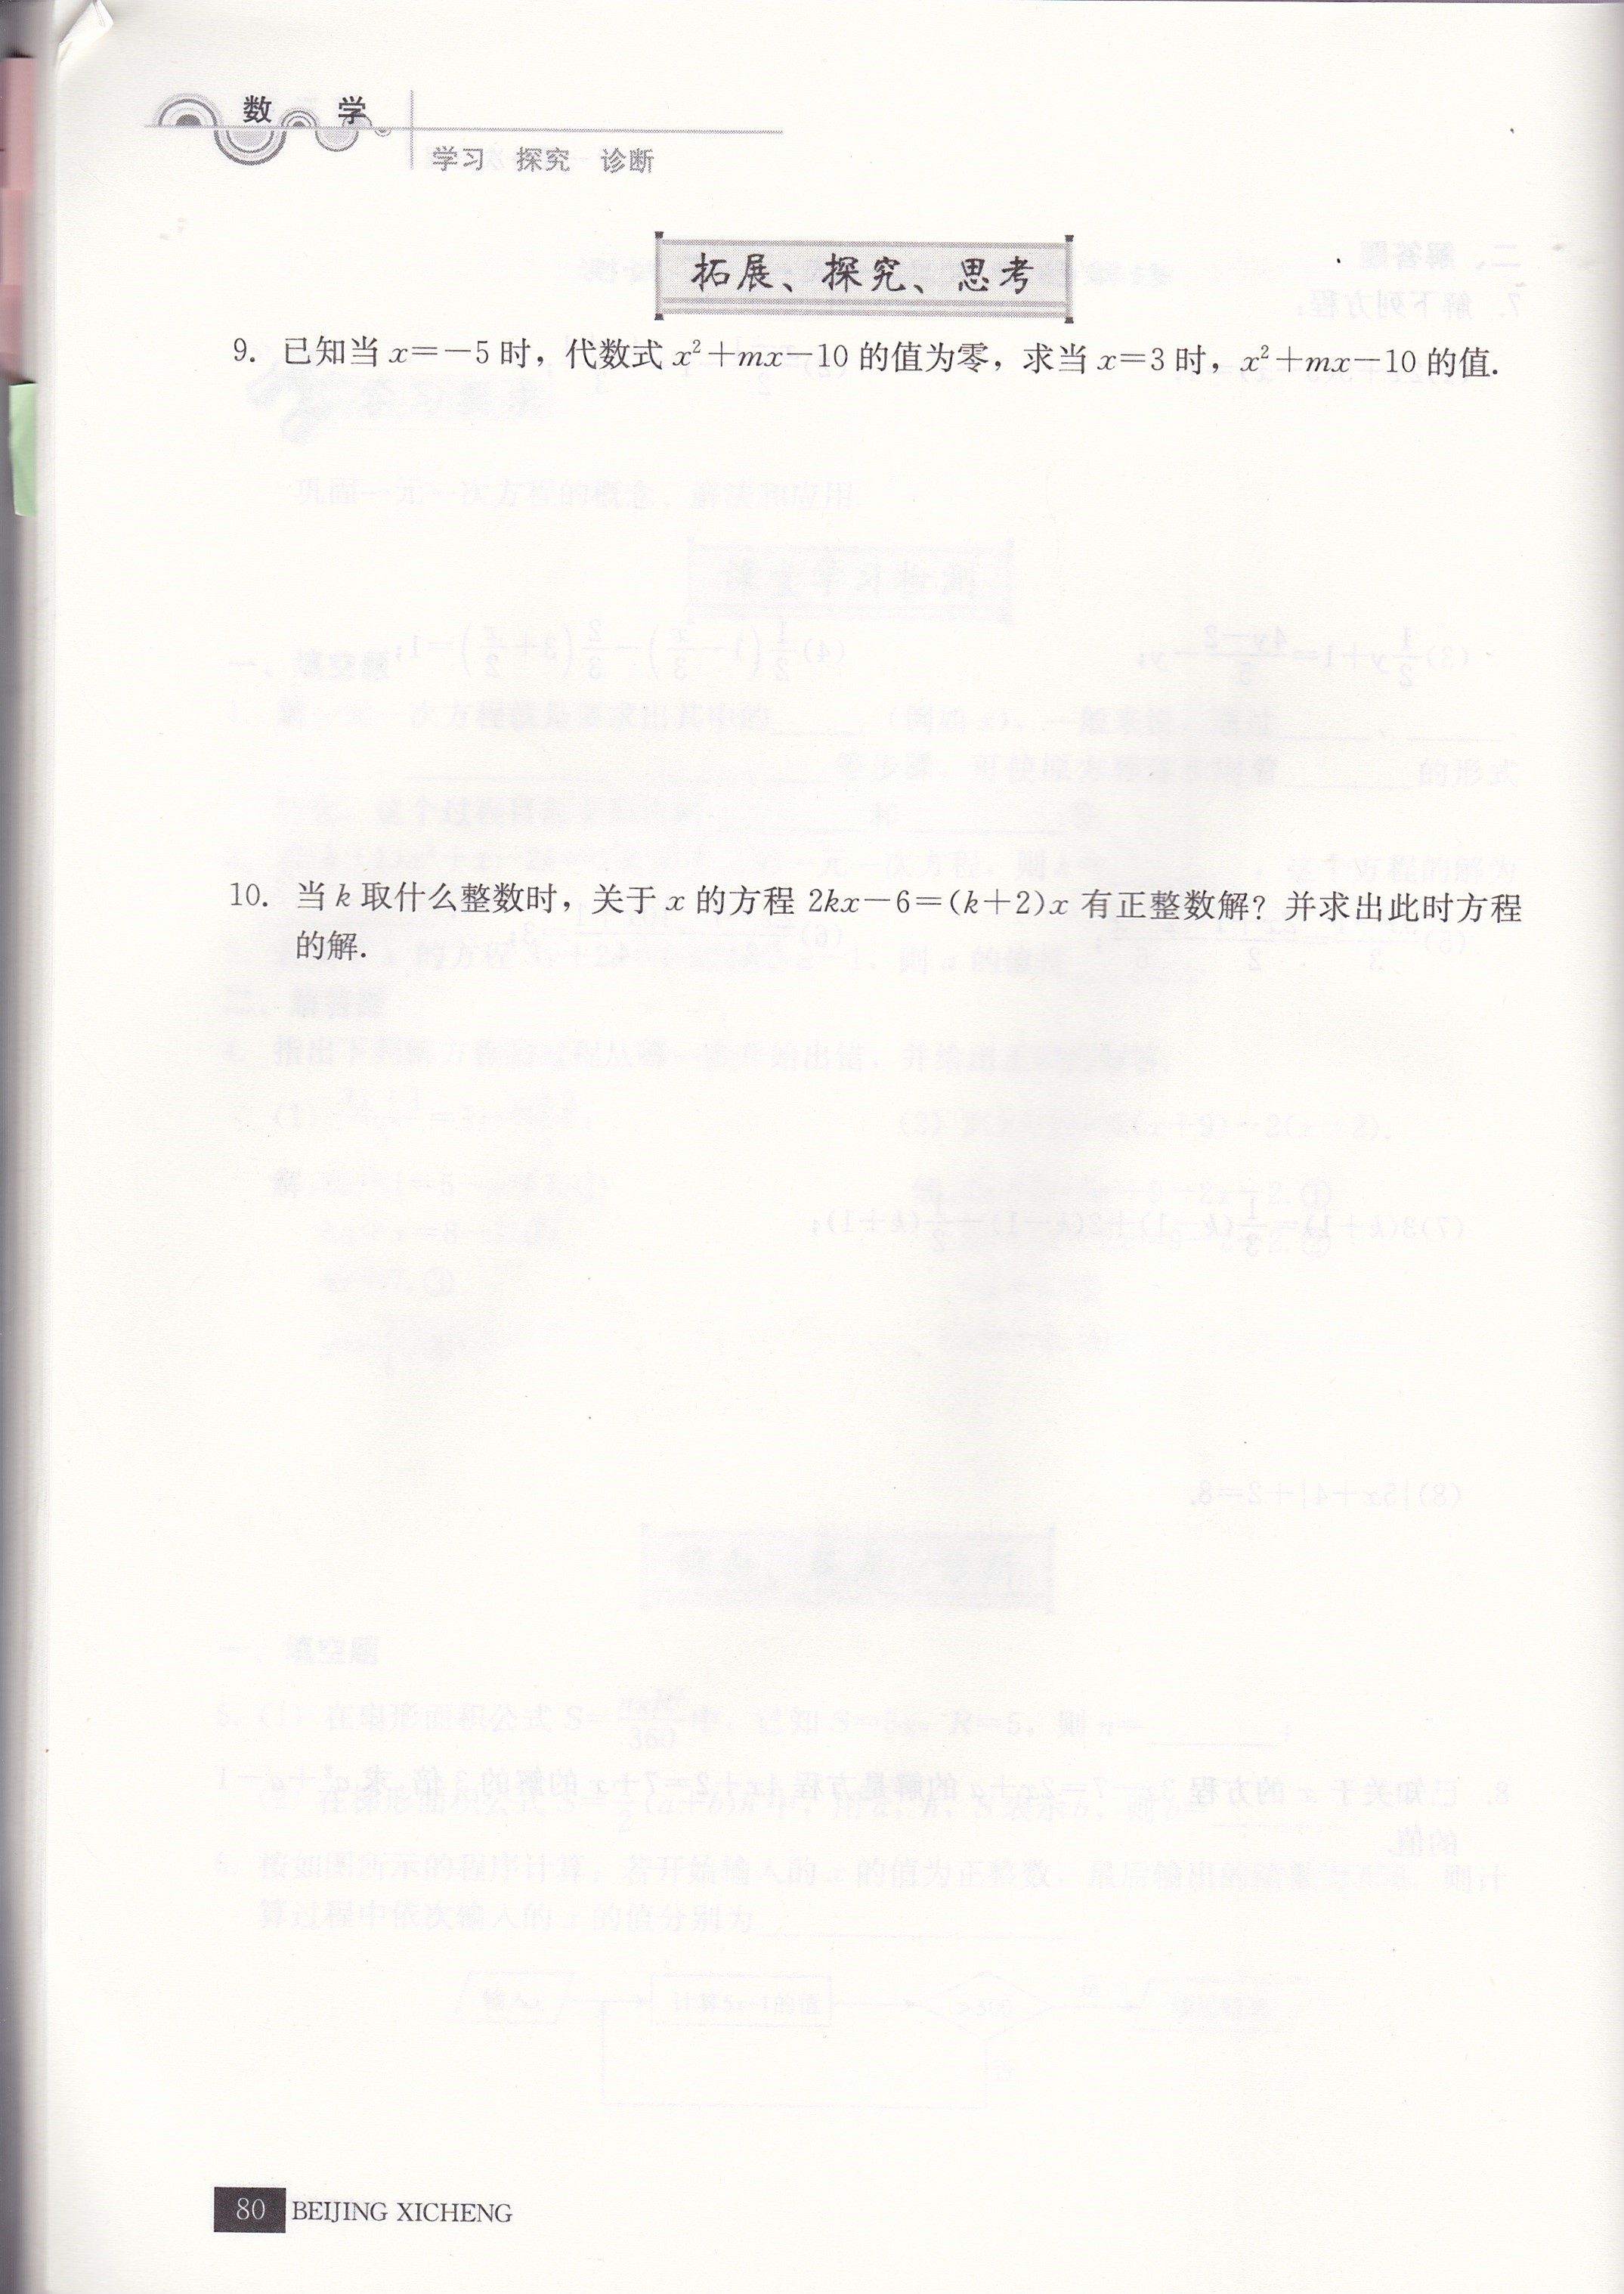 数 学
学习 探究 诊断
拓展、探究、思考
9. 已知当 x=-5 时，代数式 x²+mx-10 的值为零，求当 x=3 时，x²+mx-10 的值.
10. 当 k 取什么整数时，关于 x 的方程 2kx-6=(k+2)x 有正整数解？并求出此时方程
的解.
80 BEIJING XICHENG